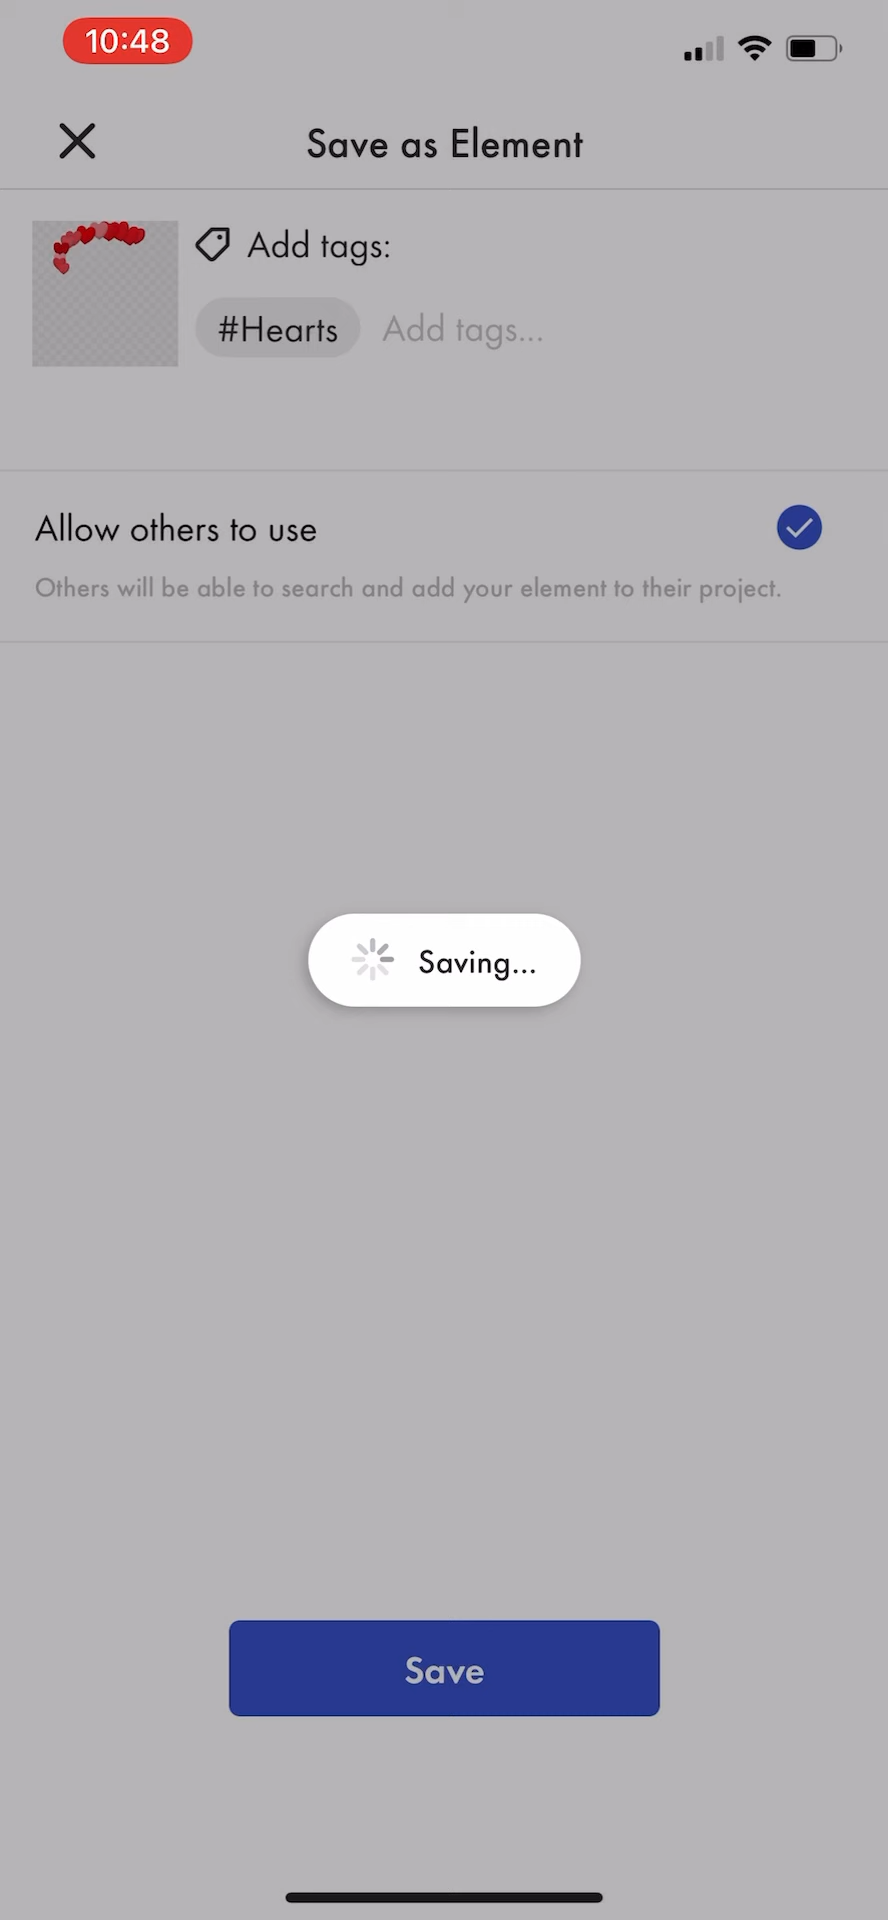 10:48
Save as Element
Add tags:
#Hearts Add tags...
Allow others to use
Others will be able to search and add your element to their project.
Saving...
Save